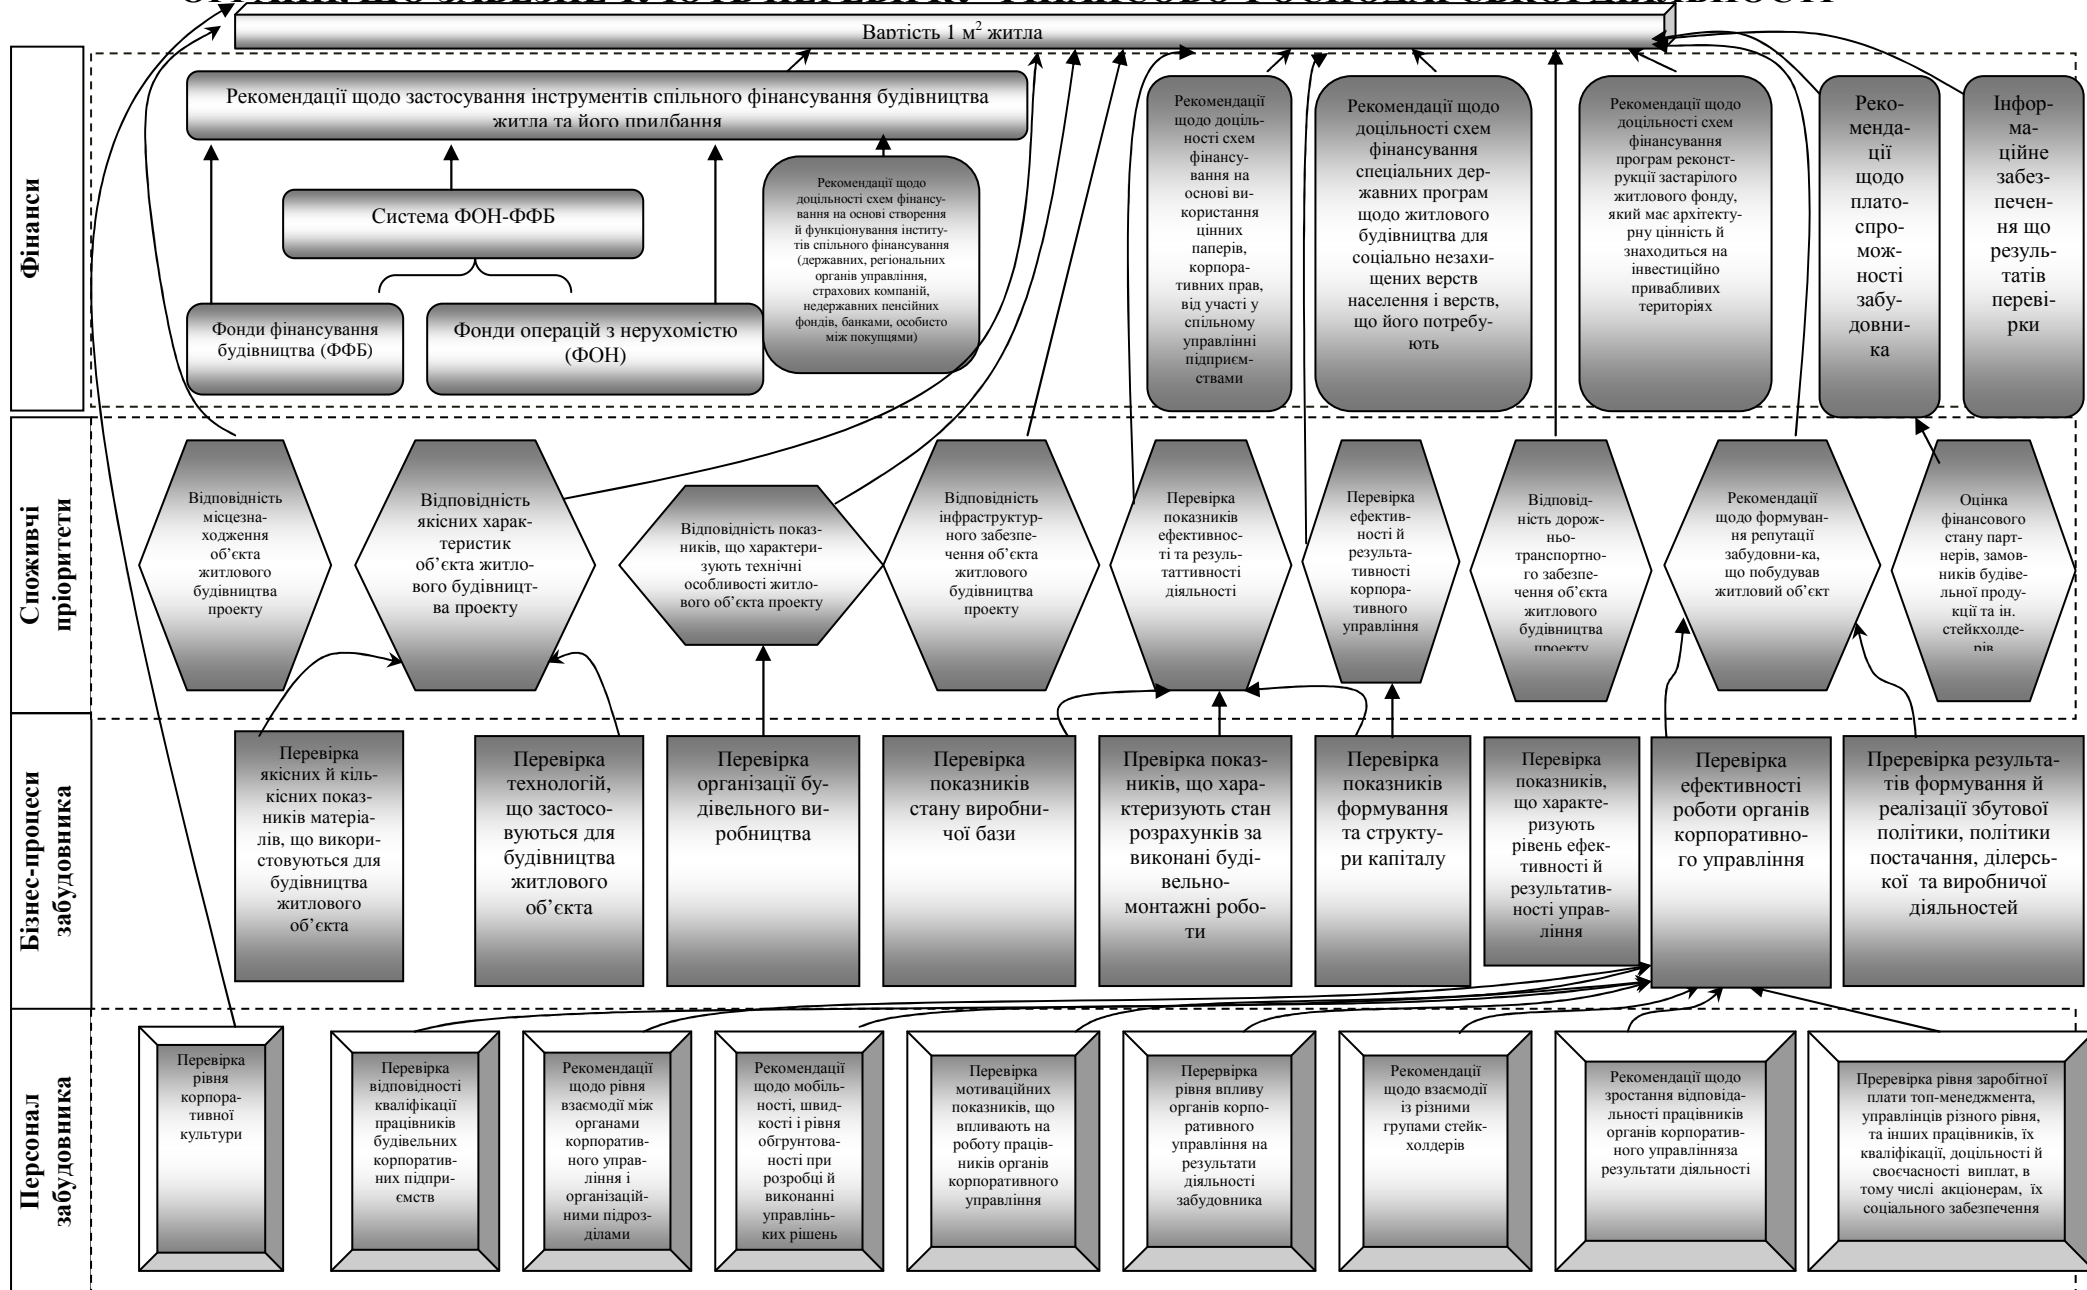 Вартість 1 м² житла
Фінанси
Рекомендації щодо застосування інструментів спільного фінансування будівництва
житла та його придбання
Система ФОН-ФФБ
Фонди фінансування
будівництва (ФФБ)
Фонди операцій з нерухомістю
(ФОН)
Рекомендації щодо
доцільності схем фінансу-
вання на основі створення
й функціонування інститу-
тів спільного фінансування
(державних, регіональних
органів управління,
страхових компаній,
недержавних пенсійних
фондів, банками, особисто
між покупцями)
Рекомендації
щодо доціль-
ності схем
фінансу-
вання на
основі ви-
користання
цінних
паперів,
корпора-
тивних прав,
від участі у
спільному
управлінні
підприєм-
ствами
Рекомендації щодо
доцільності схем
фінансування
спеціальних дер-
жавних програм
щодо житлового
будівництва для
соціально незахи-
щених верств
населення і верств,
що його потребу-
ють
Рекомендації щодо
доцільності схем
фінансування
програм реконст-
рукції застарілого
житлового фонду,
який має архітекту-
рну цінність й
знаходиться на
інвестиційно
привабливих
територіях
Реко-
менда-
ції
щодо
плато-
спро-
мож-
ності
забу-
довни-
ка
Інфор-
ма-
ційне
забез-
печен-
ня що
резуль-
татів
переві-
рки
Споживчі
пріоритети
Відповідність
місцезна-
ходження
об’єкта
житлового
будівництва
проекту
Відповідність
якісних харак-
теристик
об’єкта житло-
вого будівницт-
ва проекту
Відповідність показ-
ників, що характери-
зують технічні
особливості житло-
вого об’єкта проекту
Відповідність
інфраструктур-
ного забезпе-
чення об’єкта
житлового
будівництва
проекту
Перевірка
показників
ефективнос-
ті та резуль-
таттивності
діяльності
Перевірка
ефектив-
ності й
результа-
тивності
корпора-
тивного
управління
Відповід-
ність дорож-
ньо-
транспортно-
го забезпе-
чення об’єкта
житлового
будівництва
проекту
Рекомендації
щодо формуван-
ня репутації
забудовни-ка,
що побудував
житловий об’єкт
Оцінка
фінансового
стану парт-
нерів, замов-
ників будіве-
льної проду-
кції та ін.
стейкхолде-
рів
Бізнес-процеси
забудовника
Перевірка
якісних й кіль-
кісних показ-
ників матеріа-
лів, що викори-
стовуються для
будівництва
житлового
об’єкта
Перевірка
технологій,
що застосо-
вуються для
будівництва
житлового
об’єкта
Перевірка
організації бу-
дівельного ви-
робництва
Перевірка
показників
стану виробни-
чої бази
Превірка показ-
ників, що хара-
ктеризують стан
розрахунків за
виконані буді-
вельно-
монтажні робо-
ти
Перевірка
показників
формування
та структу-
ри капіталу
Перевірка
показників,
що характе-
ризують
рівень ефек-
тивності й
результатив-
ності управ-
ління
Перевірка
ефективності
роботи органів
корпоративно-
го управління
Преревірка результа-
тів формування й
реалізації збутової
політики, політики
постачання, ділерсь-
кої та виробничої
діяльностей
Персонал
забудовника
Перевірка
рівня
корпора-
тивної
культури
Перевірка
відповідності
кваліфікації
працівників
будівельних
корпоратив-
них підпри-
ємств
Рекомендації
щодо рівня
взаємодії між
органами
корпоратив-
ного управ-
ління і
організацій-
ними підроз-
ділами
Рекомендації
щодо мобіль-
ності, швид-
кості і рівня
обгрунтова-
ності при
розробці й
виконанні
управлінь-
ких рішень
Перевірка
мотиваційних
показників, що
впливають на
роботу праців-
ників органів
корпоративного
управління
Перервірка
рівня впливу
органів корпо-
ративного
управління на
результати
діяльності
забудовника
Рекомендації
щодо взаємодії
із різними
групами стейк-
холдерів
Рекомендації щодо
зростання відповіда-
льності працівників
органів корпоратив-
ного управлінняза
результати діяльності
Преревірка рівня заробітної
плати топ-менеджмента,
управлінців різного рівня,
та інших працівників, їх
кваліфікації, доцільності й
своєчасності виплат, в
тому числі акціонерам, їх
соціального забезпечення